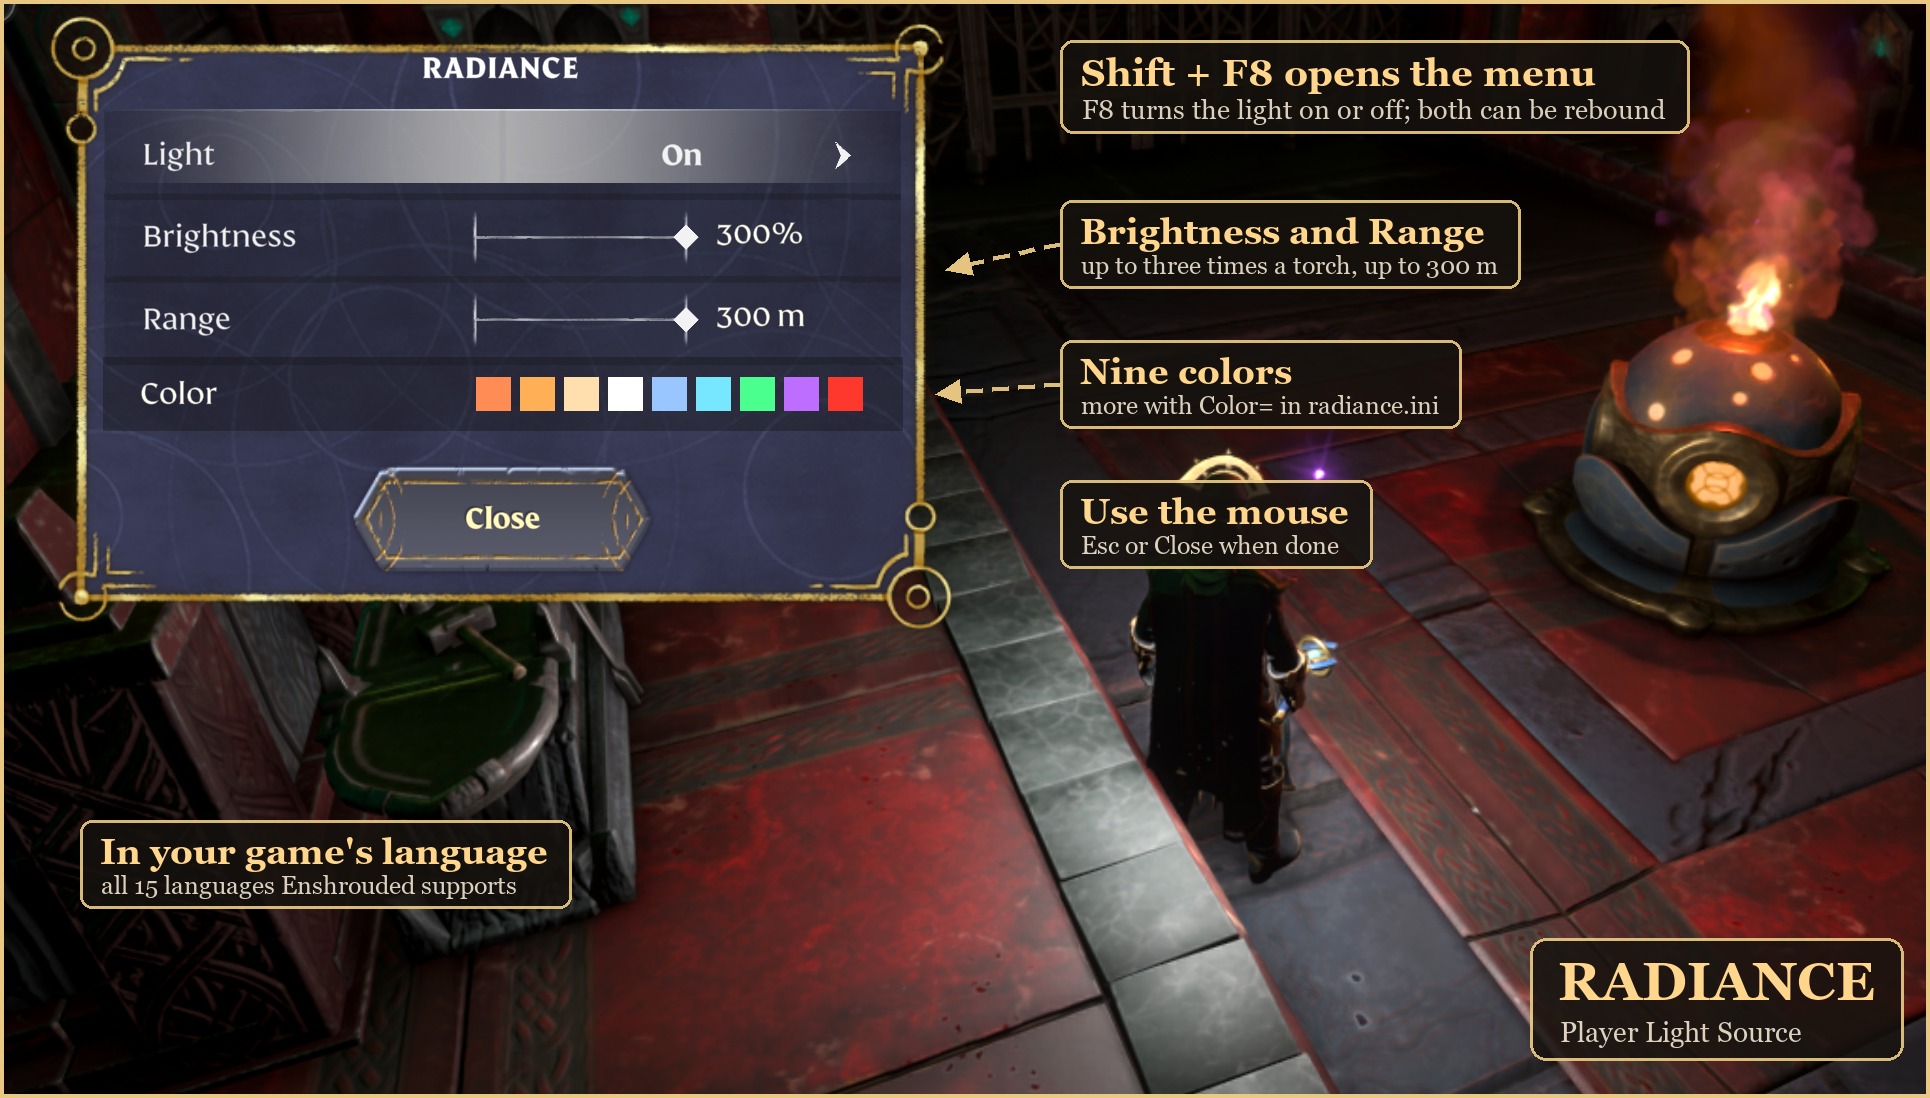 RADIANCE
Light On
Brightness 300%
Range 300 m
Color
Close
Shift + F8 opens the menu
F8 turns the light on or off; both can be rebound
Brightness and Range
up to three times a torch, up to 300 m
Nine colors
more with Color= in radiance.ini
Use the mouse
Esc or Close when done
In your game's language
all 15 languages Enshrouded supports
RADIANCE
Player Light Source